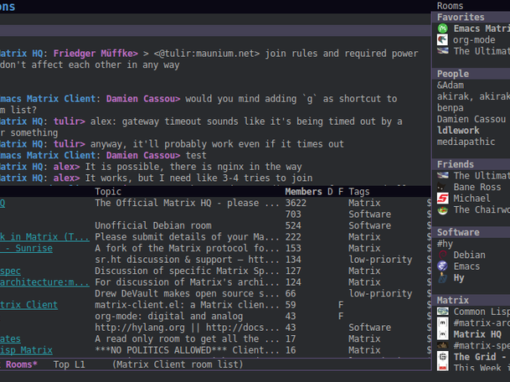 ons
Matrix HQ: Friedger Müffke> > <@tulir:maunium.net> join rules and required power
don't affect each other in any way
macs Matrix Client: Damien Cassou> would you mind adding `g` as shortcut to
m list?
Matrix HQ: tulir> alex: gateway timeout sounds like it's being timed out by a
r something
Matrix HQ: tulir> anyway, it'll probably work even if it times out
macs Matrix Client: Damien Cassou> test
Matrix HQ: alex> It is possible, there is nginx in the way
Matrix HQ: alex> It works, but I need like 3-4 tries to join
Topic Members D F Tags
Q The Official Matrix HQ - please ... 3622 Matrix $
703 Software $
Unofficial Debian room 524 Software $
k in Matrix (T... Please submit details of your Ma... 222 Matrix $
- Sunrise A fork of the Matrix protocol fo... 153 Matrix $
sr.ht discussion & support – htt... 134 low-priority $
spec Discussion of specific Matrix Sp... 127 Matrix $
architecture:m... For discussion of Matrix's archi... 124 Matrix $
Drew DeVault makes open source s... 66 low-priority $
trix Client matrix-client.el: a Matrix clien... 59 F Matrix $
org-mode: digital and analog 43 F $
http://hylang.org || http://docs... 43 Software $
ates A read only room to get all the ... 17 Matrix $
isp Matrix ***NO POLITICS ALLOWED*** Client... 16 Matrix $
Rooms* Top L1 (Matrix Client room list)
Rooms
Favorites
Emacs Matri
org-mode
The Ultimat
People
&Adam
akirak, akirak
benpa
Damien Cassou
ldlework
mediapathic
Friends
The Ultimat
Bane Ross
Michael
The Chairwo
Software
#hy
Debian
Emacs
Hy
Matrix
Common Lisp
#matrix-arc
Matrix HQ
#matrix-spe
The Grid -
This Week i